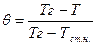 θ = (Tг - T) / (Tг - Tст.н.)